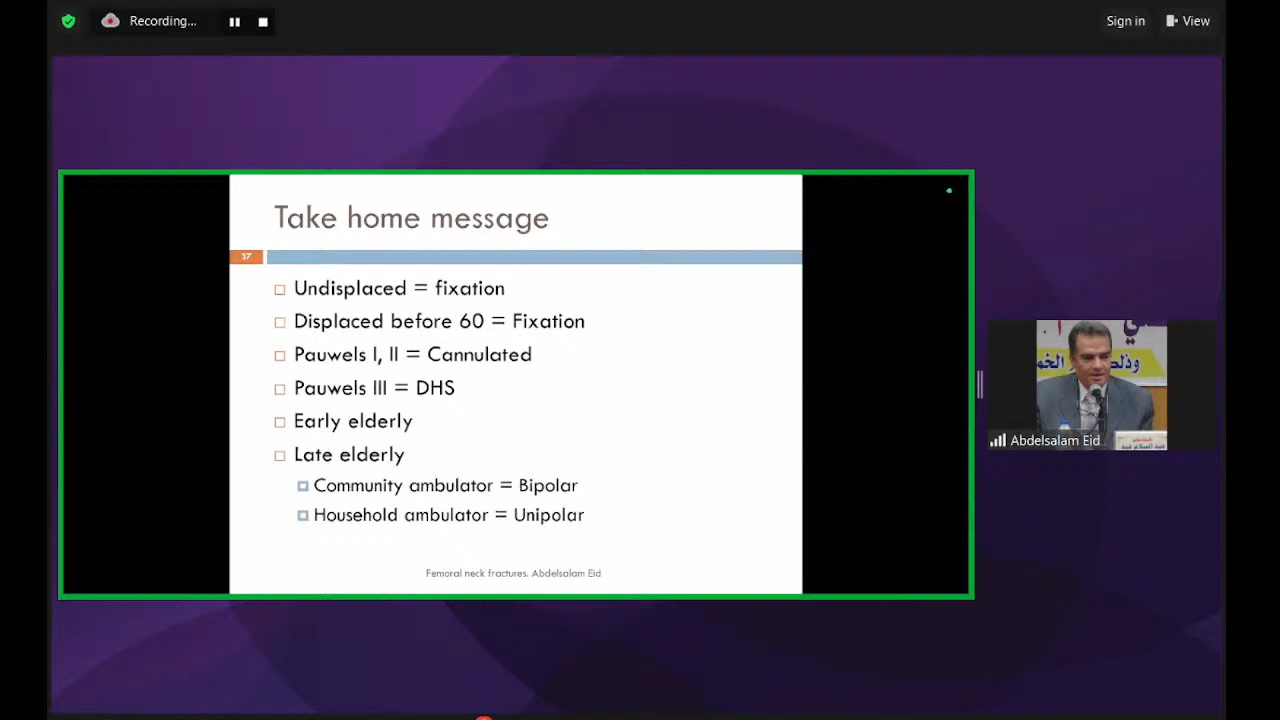 Recording...
Sign in
View
Take home message
37
Undisplaced = fixation
Displaced before 60 = Fixation
Pauwels I, II = Cannulated
Pauwels III = DHS
Early elderly
Late elderly
Community ambulator = Bipolar
Household ambulator = Unipolar
Femoral neck fractures. Abdelsalam Eid
Abdelsalam Eid